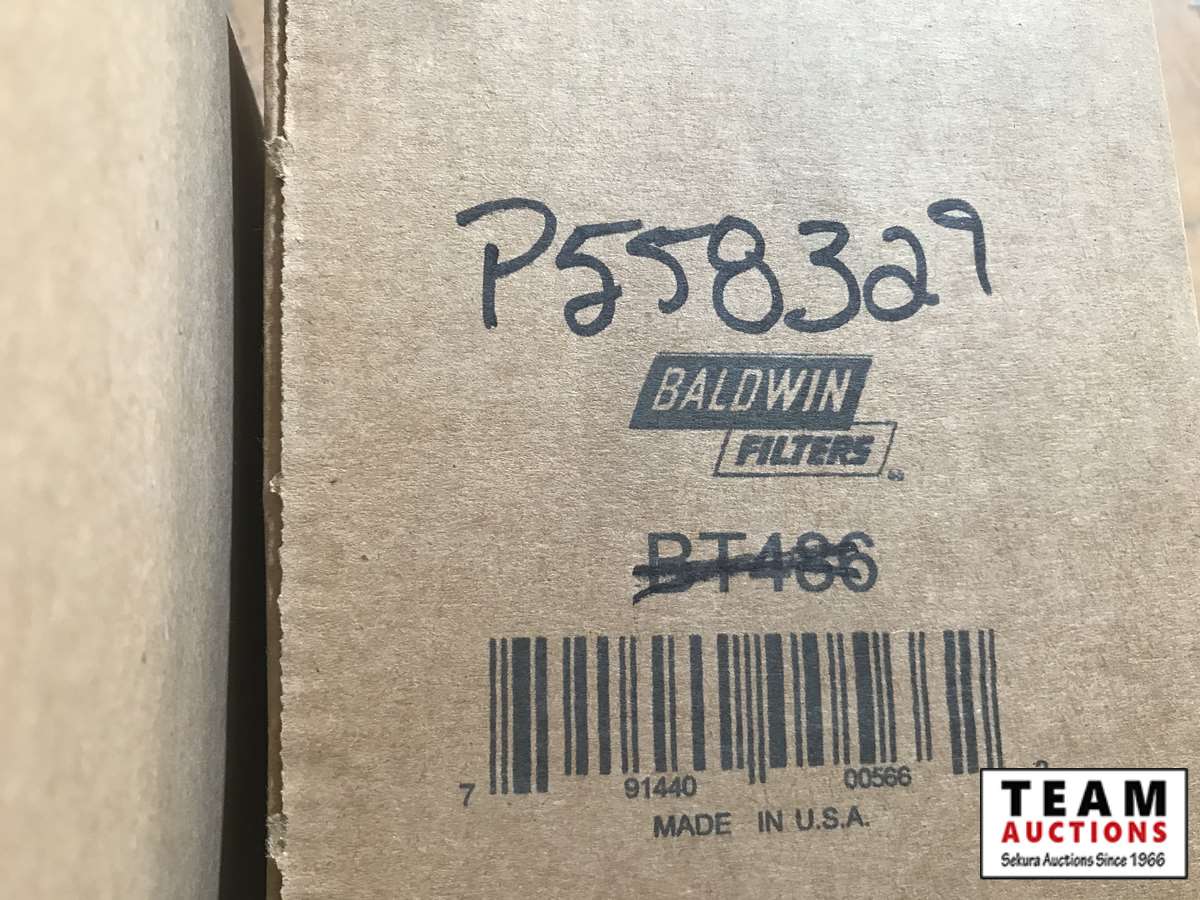 P558329
BALDWIN
FILTERS
BT486
7 91440 00566
MADE IN U.S.A.
TEAM
AUCTIONS
Sekura Auctions Since 1966